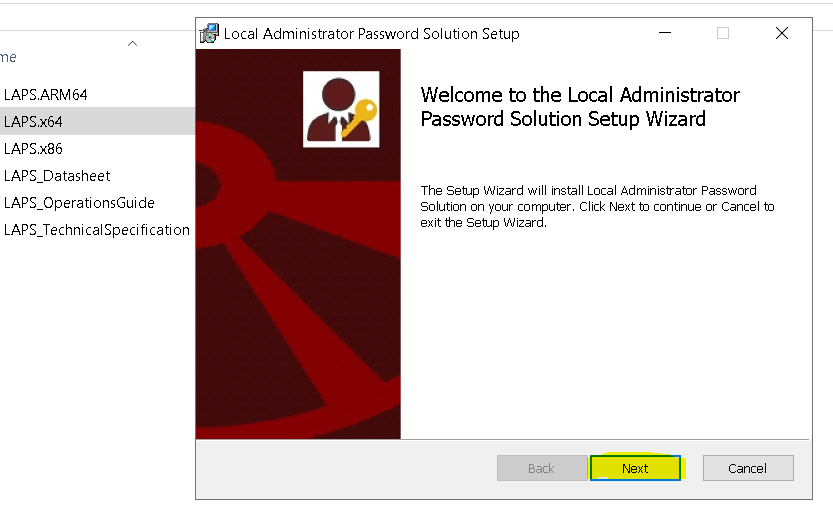 Local Administrator Password Solution Setup
me
LAPS.ARM64
LAPS.x64
LAPS.x86
LAPS_Datasheet
LAPS_OperationsGuide
LAPS_TechnicalSpecification
Welcome to the Local Administrator
Password Solution Setup Wizard
The Setup Wizard will install Local Administrator Password
Solution on your computer. Click Next to continue or Cancel to
exit the Setup Wizard.
Back
Next
Cancel